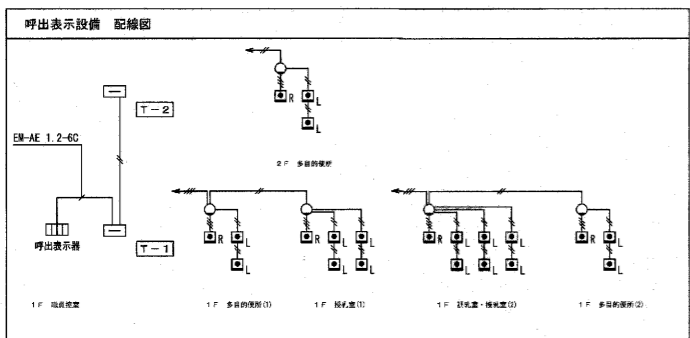 呼出表示設備 配線図
R
L
L
T-2
EM-AE 1.2-6C
2F 多目的便所
呼出表示器
T-1
R
L
L
R
L
L
L
L
R
L
L
L
L
L
L
R
L
L
1F 職員控室
1F 多目的便所(1)
1F 授乳室(1)
1F 授乳室・授乳室(2)
1F 多目的便所(2)